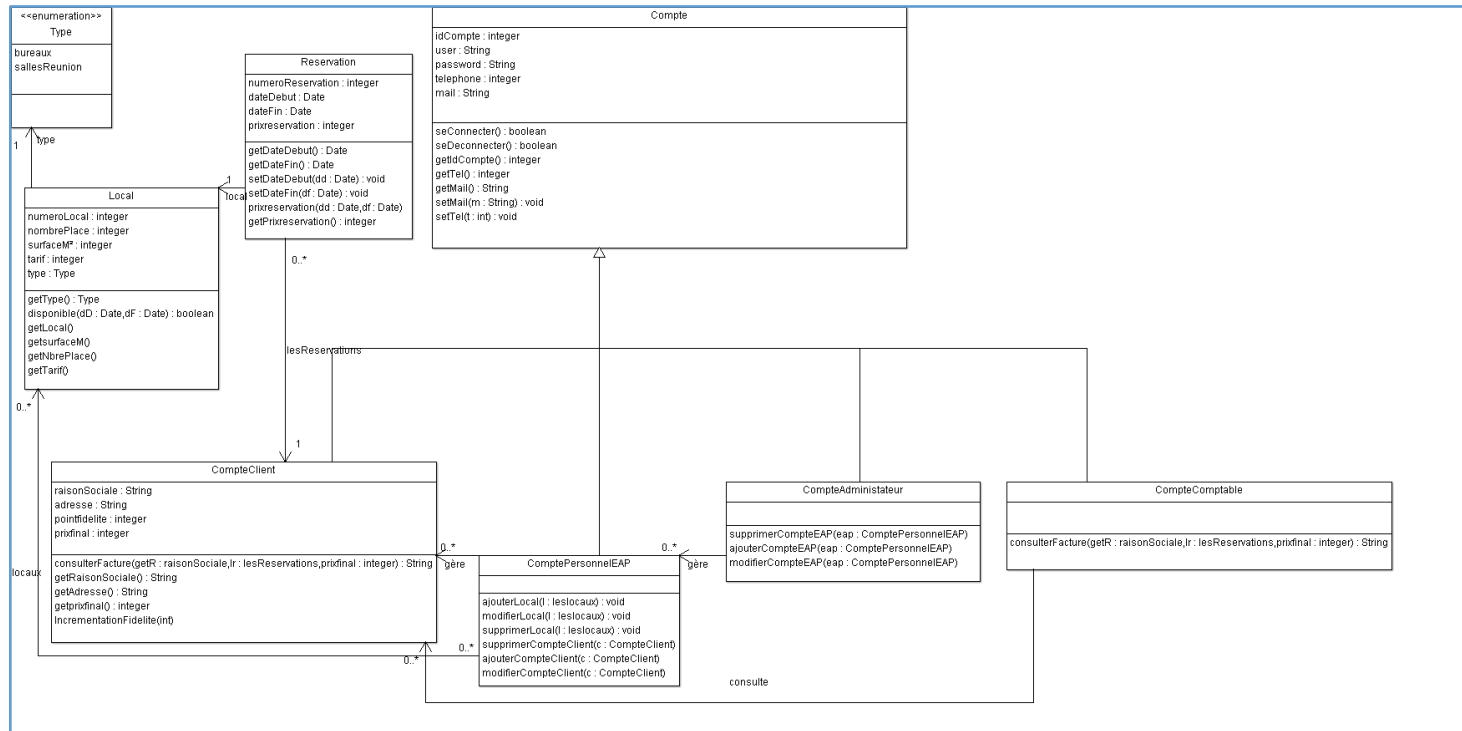 <<enumeration>>
Type
bureaux
sallesReunion
1
type
Reservation
numeroReservation : integer
dateDebut : Date
dateFin : Date
prixreservation : integer
getDateDebut() : Date
getDateFin() : Date
setDateDebut(dd : Date) : void
setDateFin(df : Date) : void
prixreservation(dd : Date,df : Date)
getPrixreservation() : integer
Compte
idCompte : integer
user : String
password : String
telephone : integer
mail : String
seConnecter() : boolean
seDeconnecter() : boolean
getIdCompte() : integer
getTel() : integer
getMail() : String
setMail(m : String) : void
setTel(t : int) : void
1
local
Local
numeroLocal : integer
nombrePlace : integer
surfaceM² : integer
tarif : integer
type : Type
getType() : Type
disponible(dD : Date,dF : Date) : boolean
getLocal()
getsurfaceM()
getNbrePlace()
getTarif()
0..*
lesReservations
0..*
1
CompteClient
raisonSociale : String
adresse : String
pointfidelite : integer
prixfinal : integer
consulterFacture(getR : raisonSociale,lr : lesReservations,prixfinal : integer) : String
getRaisonSociale() : String
getAdresse() : String
getprixfinal() : integer
IncrementationFidelite(int)
locaux
0..*
gère
ComptePersonnelEAP
ajouterLocal(l : leslocaux) : void
modifierLocal(l : leslocaux) : void
supprimerLocal(l : leslocaux) : void
supprimerCompteClient(c : CompteClient)
ajouterCompteClient(c : CompteClient)
modifierCompteClient(c : CompteClient)
0..*
gère
CompteAdministateur
supprimerCompteEAP(eap : ComptePersonnelEAP)
ajouterCompteEAP(eap : ComptePersonnelEAP)
modifierCompteEAP(eap : ComptePersonnelEAP)
CompteComptable
consulterFacture(getR : raisonSociale,lr : lesReservations,prixfinal : integer) : String
0..*
0..*
consulte